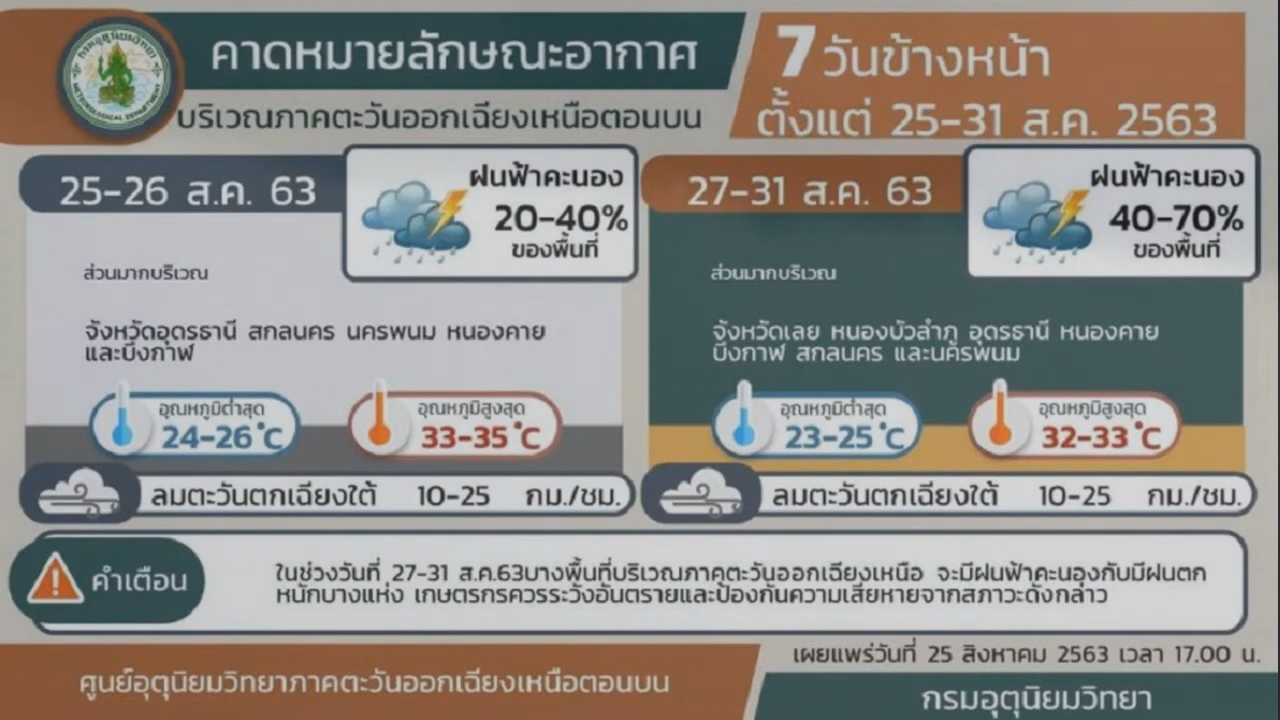 คาดหมายลักษณะอากาศ
บริเวณภาคตะวันออกเฉียงเหนือตอนบน
7 วันข้างหน้า
ตั้งแต่ 25-31 ส.ค. 2563
25-26 ส.ค. 63
ฝนฟ้าคะนอง
20-40%
ของพื้นที่
ส่วนมากบริเวณ
จังหวัดอุดรธานี สกลนคร นครพนม หนองคาย
และบึงกาฬ
อุณหภูมิต่ำสุด
24-26 °C
อุณหภูมิสูงสุด
33-35 °C
ลมตะวันตกเฉียงใต้ 10-25 กม./ชม.
27-31 ส.ค. 63
ฝนฟ้าคะนอง
40-70%
ของพื้นที่
ส่วนมากบริเวณ
จังหวัดเลย หนองบัวลำภู อุดรธานี หนองคาย
บึงกาฬ สกลนคร และนครพนม
อุณหภูมิต่ำสุด
23-25 °C
อุณหภูมิสูงสุด
32-33 °C
ลมตะวันตกเฉียงใต้ 10-25 กม./ชม.
คำเตือน
ในช่วงวันที่ 27-31 ส.ค.63บางพื้นที่บริเวณภาคตะวันออกเฉียงเหนือ จะมีฝนฟ้าคะนองกับมีฝนตก
หนักบางแห่ง เกษตรกรควรระวังอันตรายและป้องกันความเสียหายจากสภาวะดังกล่าว
เผยแพร่วันที่ 25 สิงหาคม 2563 เวลา 17.00 น.
ศูนย์อุตุนิยมวิทยาภาคตะวันออกเฉียงเหนือตอนบน
กรมอุตุนิยมวิทยา